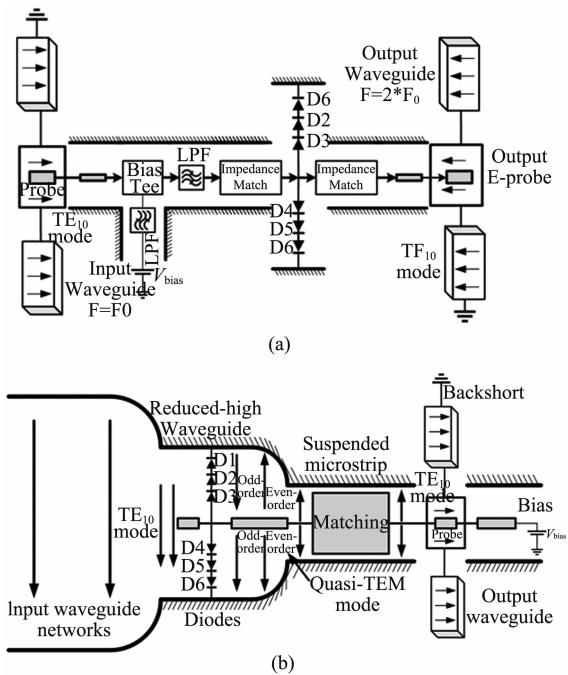 Output
Waveguide
F=2*F₀
D6
D2
D3
LPF
Probe
Bias
Tee
Impedance
Match
Impedance
Match
Output
E-probe
TE₁₀
mode
D4
D5
D6
LPF
Input
Waveguide
F=F0
Vbias
TF₁₀
mode
(a)
Reduced-high
Waveguide
Backshort
Suspended
microstrip
D1
D2
D3
Odd-
order
Even-
order
TE₁₀
mode
TE₁₀
mode
Matching
Probe
Bias
Vbias
D4
D5
D6
Odd-
order
Even-
order
Quasi-TEM
mode
Input waveguide
networks
Diodes
Output
waveguide
(b)